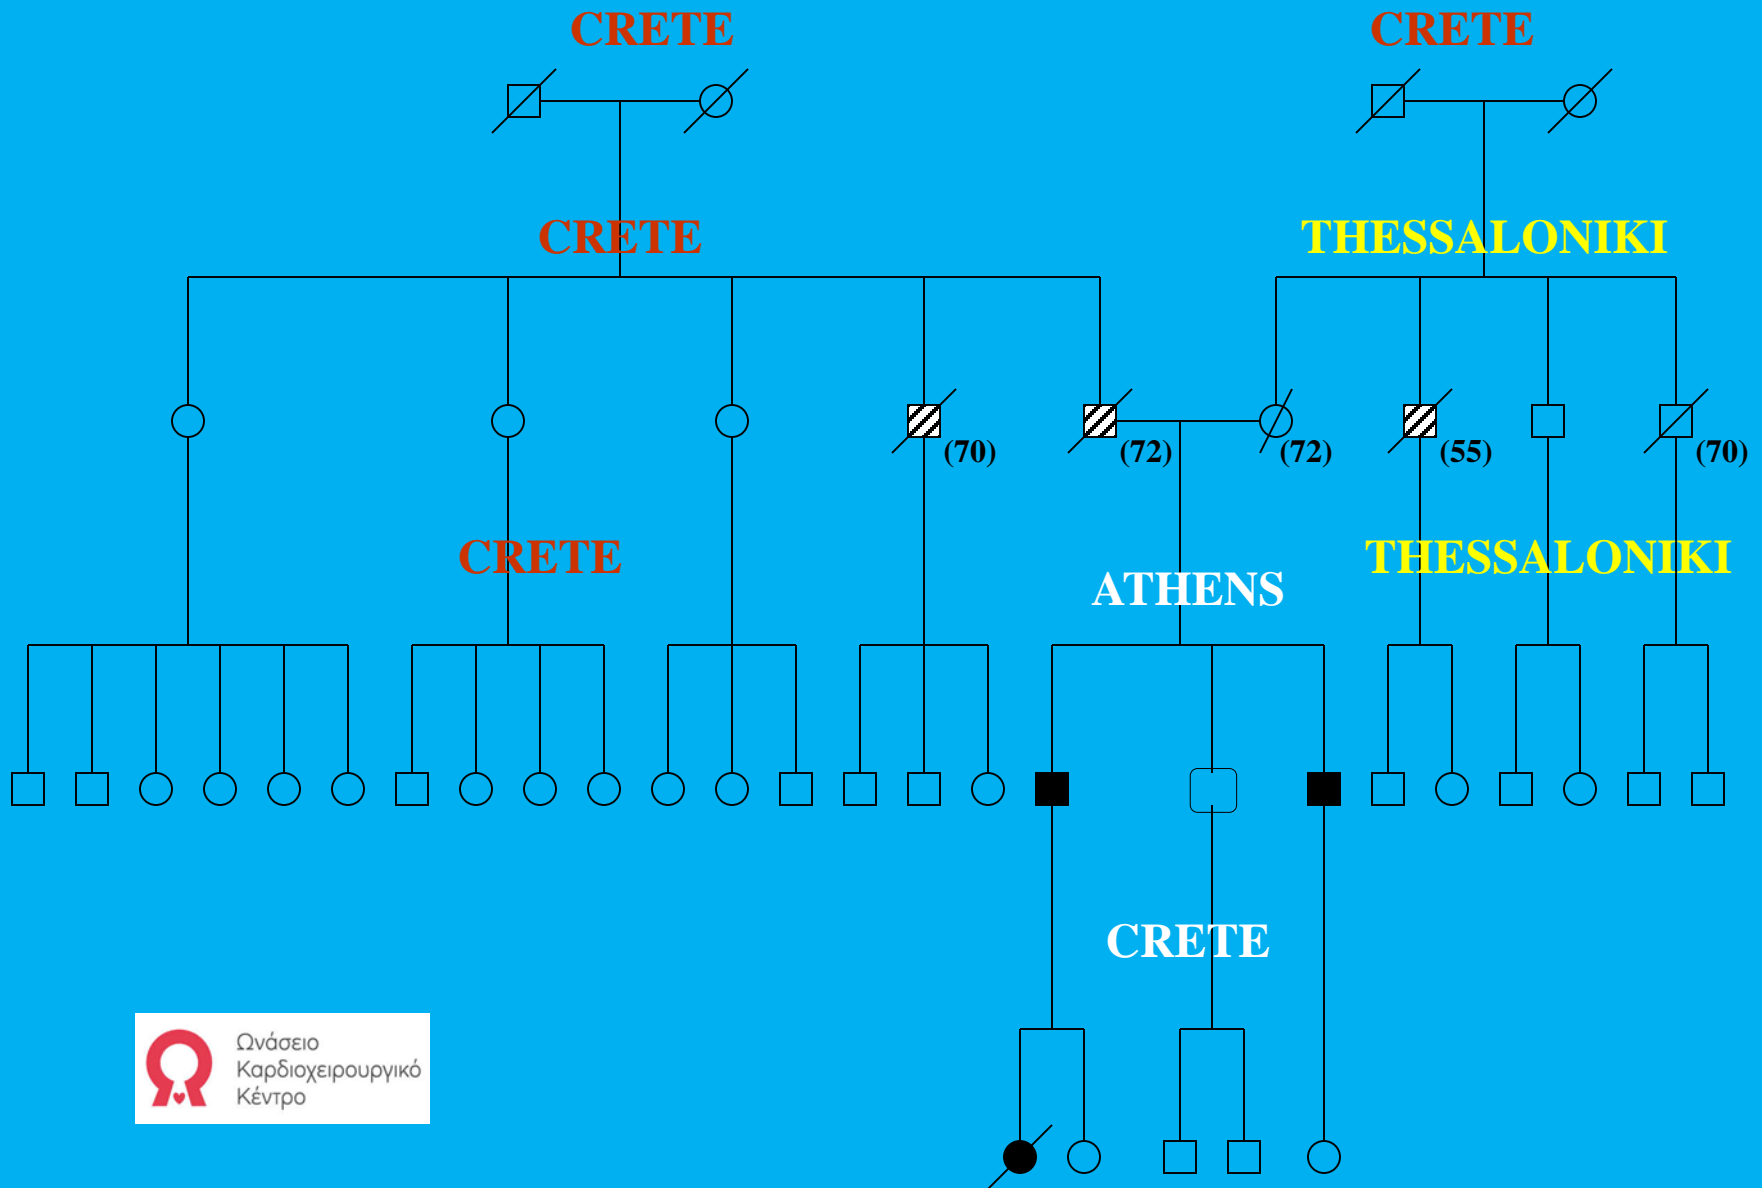 CRETE
CRETE
CRETE
THESSALONIKI
(70)
(72)
(72)
(55)
(70)
CRETE
THESSALONIKI
ATHENS
CRETE
Ωνάσειο
Καρδιοχειρουργικό
Κέντρο